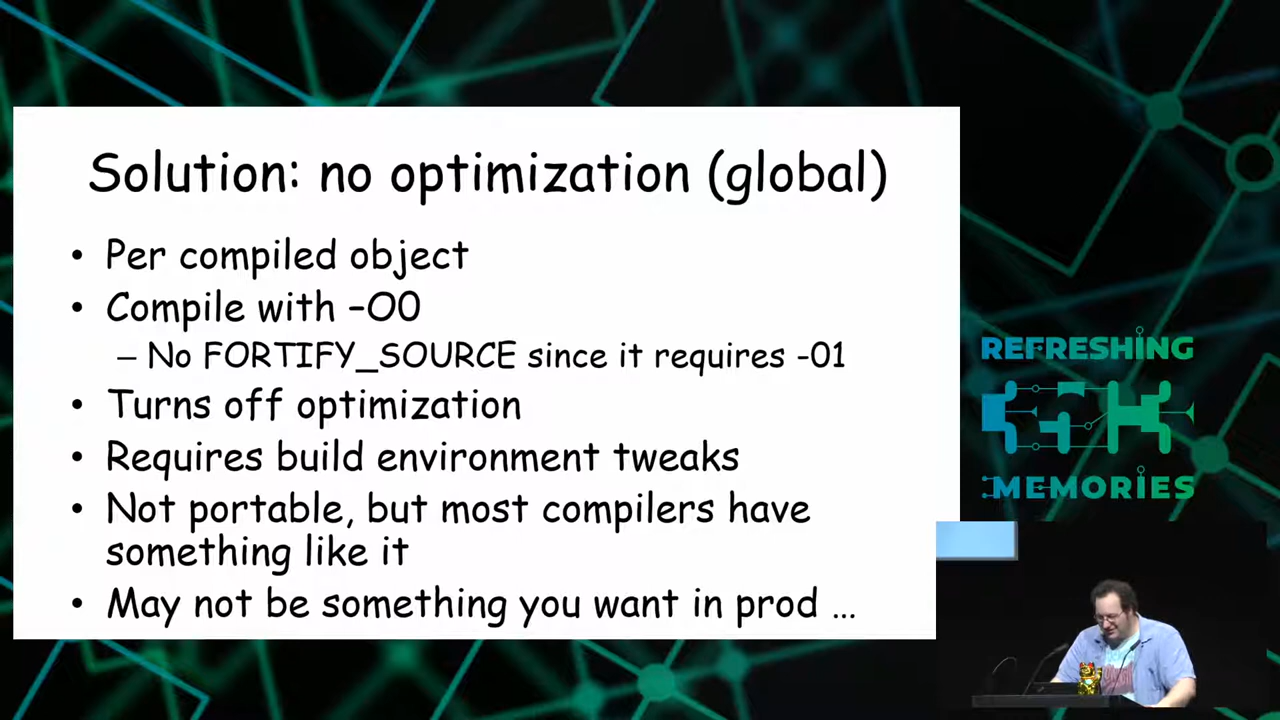 Solution: no optimization (global)
• Per compiled object
• Compile with -O0
– No FORTIFY_SOURCE since it requires -01
• Turns off optimization
• Requires build environment tweaks
• Not portable, but most compilers have
something like it
• May not be something you want in prod ...
REFRESHING
MEMORIES